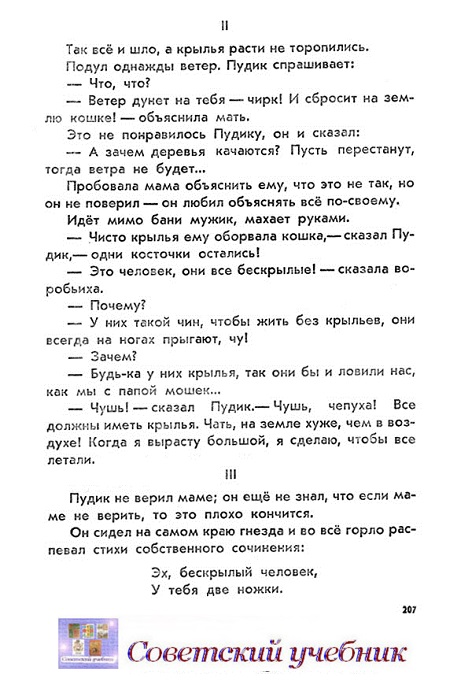 II
Так всё и шло, а крылья расти не торопились.
Подул однажды ветер. Пудик спрашивает:
— Что, что?
— Ветер дунет на тебя — чирк! И сбросит на зем-
лю кошке! — объяснила мать.
Это не понравилось Пудику, он и сказал:
— А зачем деревья качаются? Пусть перестанут,
тогда ветра не будет...
Пробовала мама объяснить ему, что это не так, но
он не поверил — он любил объяснять всё по-своему.
Идёт мимо бани мужик, махает руками.
— Чисто крылья ему оборвала кошка,— сказал Пу-
дик,— одни косточки остались!
— Это человек, они все бескрылые! — сказала во-
робьиха.
— Почему?
— У них такой чин, чтобы жить без крыльев, они
всегда на ногах прыгают, чу!
— Зачем?
— Будь-ка у них крылья, так они бы и ловили нас,
как мы с папой мошек...
— Чушь! — сказал Пудик.— Чушь, чепуха! Все
должны иметь крылья. Чать, на земле хуже, чем в воз-
духе! Когда я вырасту большой, я сделаю, чтобы все
летали.
III
Пудик не верил маме; он ещё не знал, что если ма-
ме не верить, то это плохо кончится.
Он сидел на самом краю гнезда и во всё горло рас-
певал стихи собственного сочинения:
Эх, бескрылый человек,
У тебя две ножки.
207
Советский учебник
Советский учебник